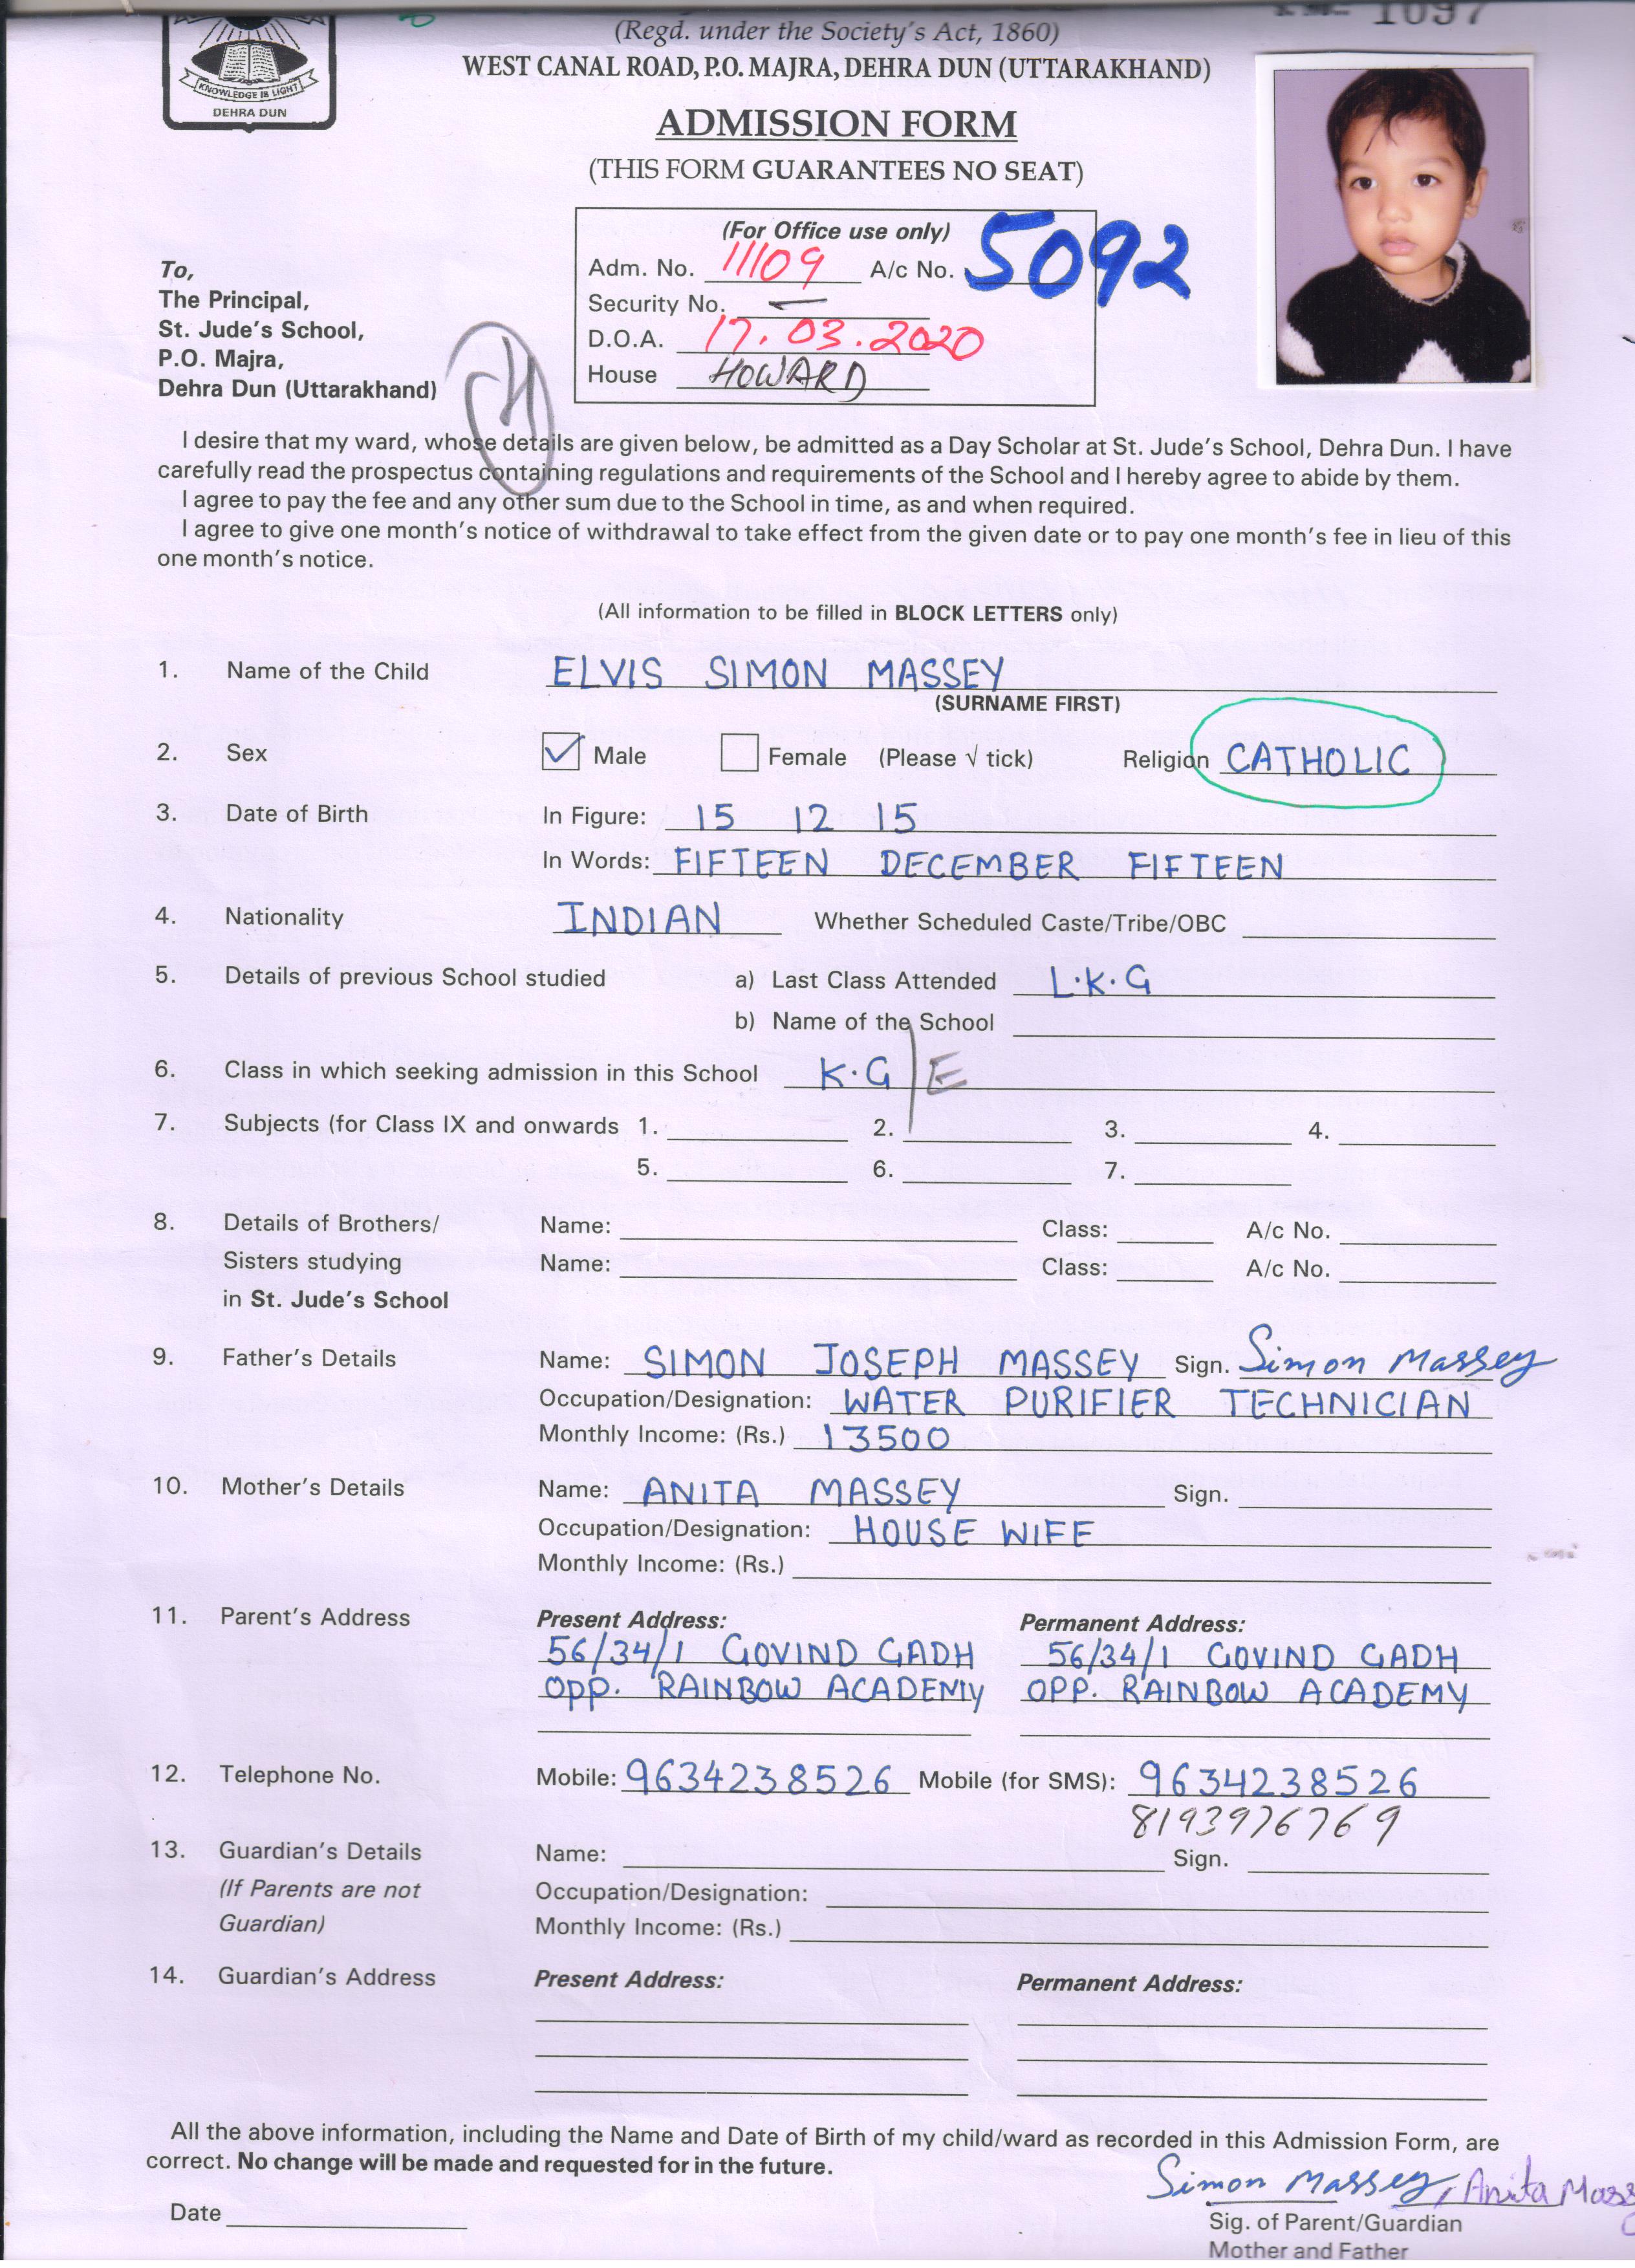 1097
(Regd. under the Society's Act, 1860)
WEST CANAL ROAD, P.O. MAJRA, DEHRA DUN (UTTARAKHAND)
KNOWLEDGE IS LIGHT
DEHRA DUN
ADMISSION FORM
(THIS FORM GUARANTEES NO SEAT)
(For Office use only)
Adm. No. 11109 A/c No. 5092
Security No. —
D.O.A. 17.03.2020
House HOWARD
To,
The Principal,
St. Jude's School,
P.O. Majra,
Dehra Dun (Uttarakhand)
I desire that my ward, whose details are given below, be admitted as a Day Scholar at St. Jude's School, Dehra Dun. I have
carefully read the prospectus containing regulations and requirements of the School and I hereby agree to abide by them.
I agree to pay the fee and any other sum due to the School in time, as and when required.
I agree to give one month's notice of withdrawal to take effect from the given date or to pay one month's fee in lieu of this
one month's notice.
(All information to be filled in BLOCK LETTERS only)
1. Name of the Child ELVIS SIMON MASSEY
(SURNAME FIRST)
2. Sex Male Female (Please √ tick) Religion CATHOLIC
3. Date of Birth In Figure: 15 12 15
In Words: FIFTEEN DECEMBER FIFTEEN
4. Nationality INDIAN Whether Scheduled Caste/Tribe/OBC
5. Details of previous School studied a) Last Class Attended L.K.G
b) Name of the School
6. Class in which seeking admission in this School K.G/E
7. Subjects (for Class IX and onwards 1. 2. 3. 4.
5. 6. 7.
8. Details of Brothers/ Name: Class: A/c No.
Sisters studying Name: Class: A/c No.
in St. Jude's School
9. Father's Details Name: SIMON JOSEPH MASSEY Sign. Simon Massey
Occupation/Designation: WATER PURIFIER TECHNICIAN
Monthly Income: (Rs.) 13500
10. Mother's Details Name: ANITA MASSEY Sign.
Occupation/Designation: HOUSE WIFE
Monthly Income: (Rs.)
11. Parent's Address Present Address: Permanent Address:
56/34/1 GOVIND GADH 56/34/1 GOVIND GADH
OPP. RAINBOW ACADEMY OPP. RAINBOW ACADEMY
12. Telephone No. Mobile: 9634238526 Mobile (for SMS): 9634238526
8193976769
13. Guardian's Details Name: Sign.
(If Parents are not Occupation/Designation:
Guardian) Monthly Income: (Rs.)
14. Guardian's Address Present Address: Permanent Address:
All the above information, including the Name and Date of Birth of my child/ward as recorded in this Admission Form, are
correct. No change will be made and requested for in the future.
Simon Massey, Anita Mass
Date
Sig. of Parent/Guardian
Mother and Father